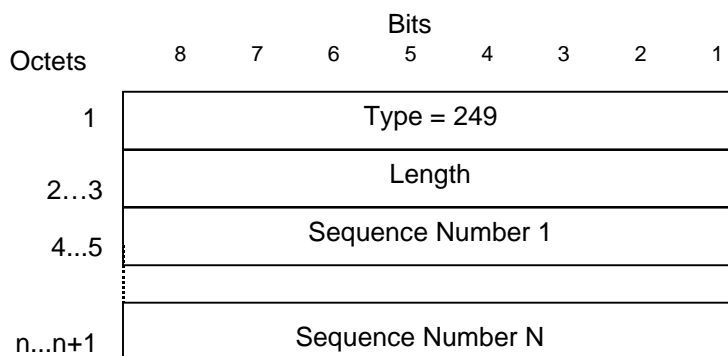 Bits
Octets 8 7 6 5 4 3 2 1
1 Type = 249
2…3 Length
4...5 Sequence Number 1
n...n+1 Sequence Number N